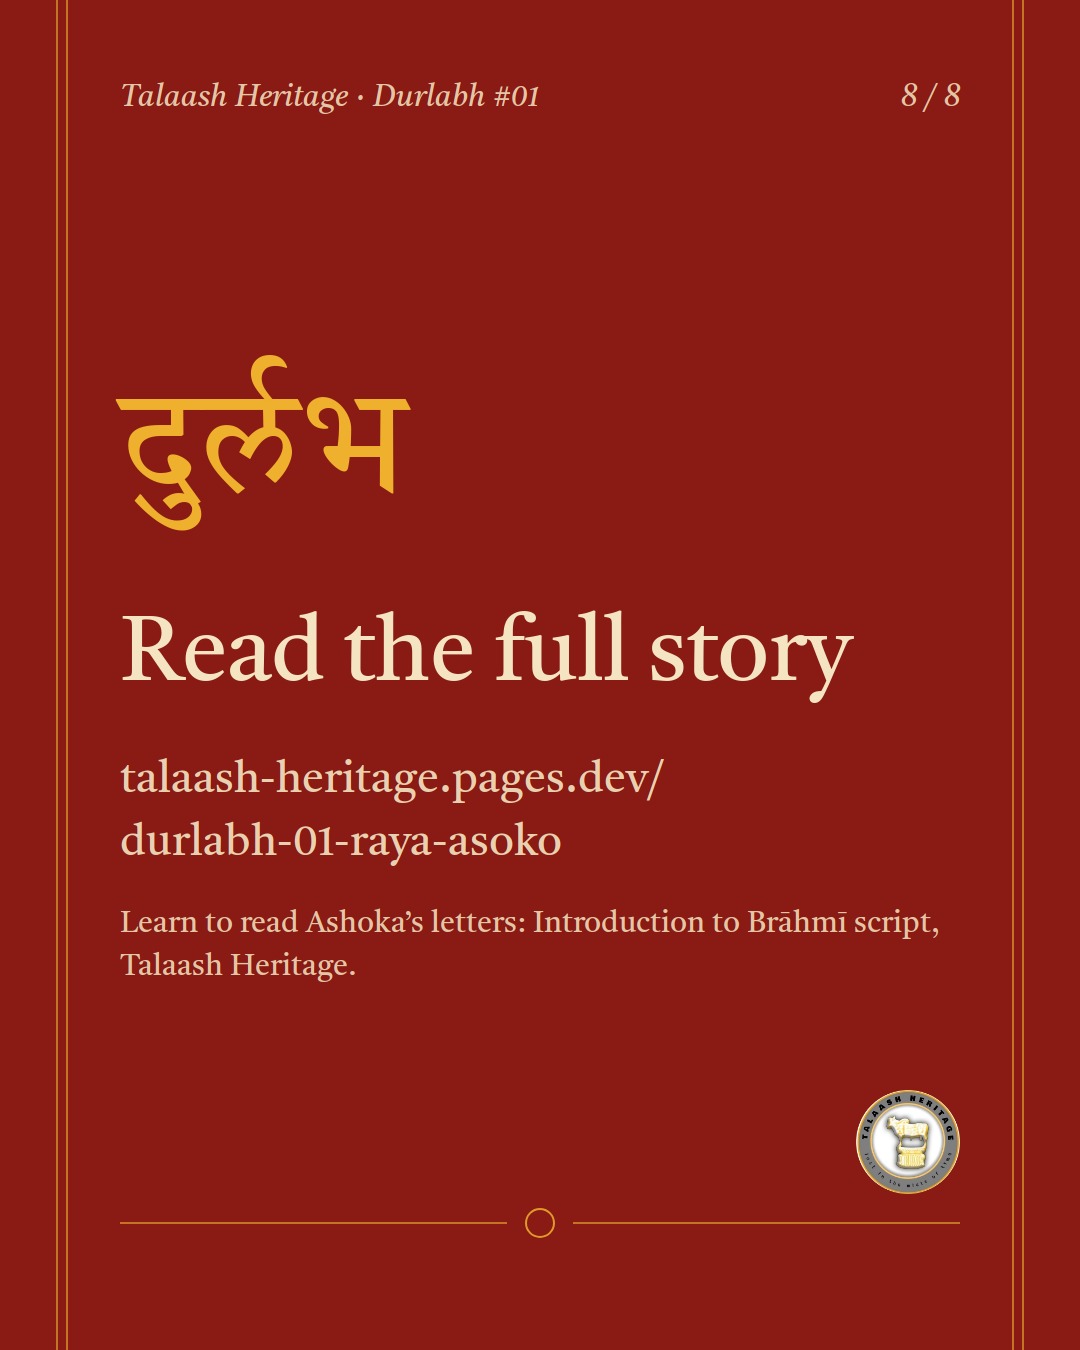 Talaash Heritage · Durlabh #01
8 / 8
दुर्लभ
Read the full story
talaash-heritage.pages.dev/
durlabh-01-raya-asoko
Learn to read Ashoka’s letters: Introduction to Brāhmī script,
Talaash Heritage.
TALAASH HERITAGE